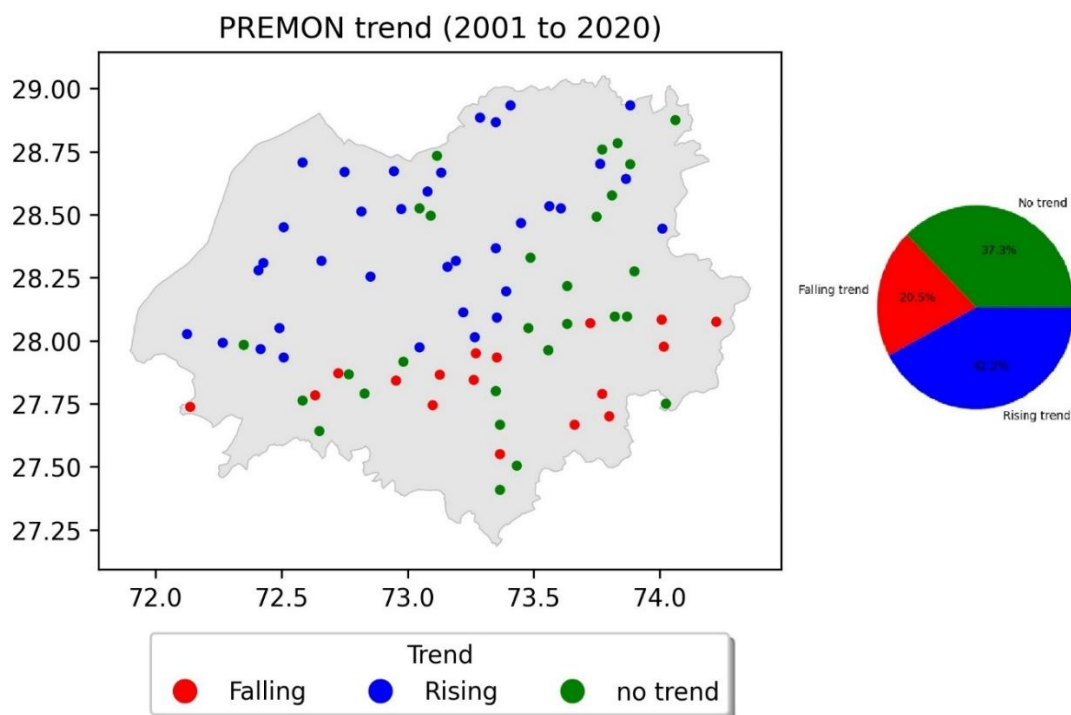 PREMON trend (2001 to 2020)
29.00
28.75
28.50
28.25
28.00
27.75
27.50
27.25
72.0 72.5 73.0 73.5 74.0
Trend
Falling Rising no trend
No trend
37.3%
Falling trend
20.5%
42.2%
Rising trend